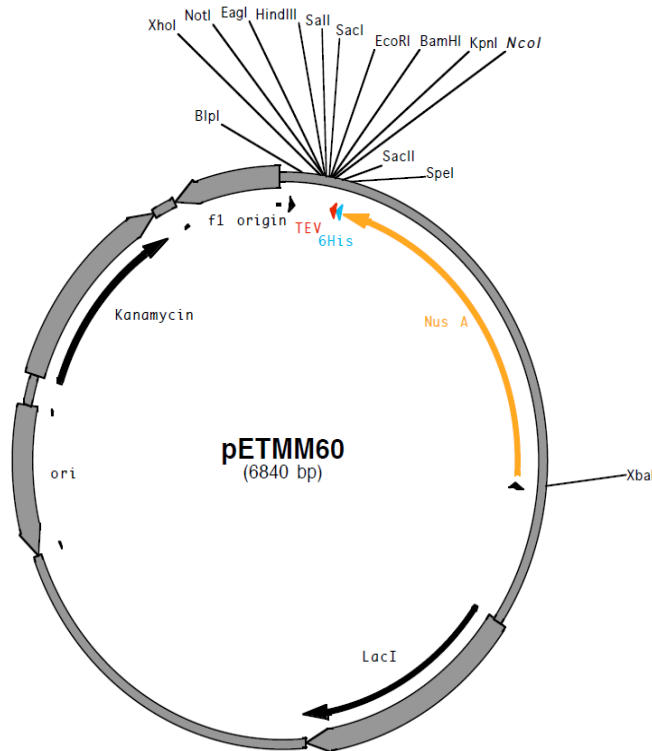 XhoI
NotI
EagI
HindIII
SalI
SacI
EcoRI
BamHI
KpnI
NcoI
BlpI
SacII
SpeI
f1 origin
TEV
6His
Kanamycin
Nus A
pETMM60
(6840 bp)
ori
XbaI
LacI